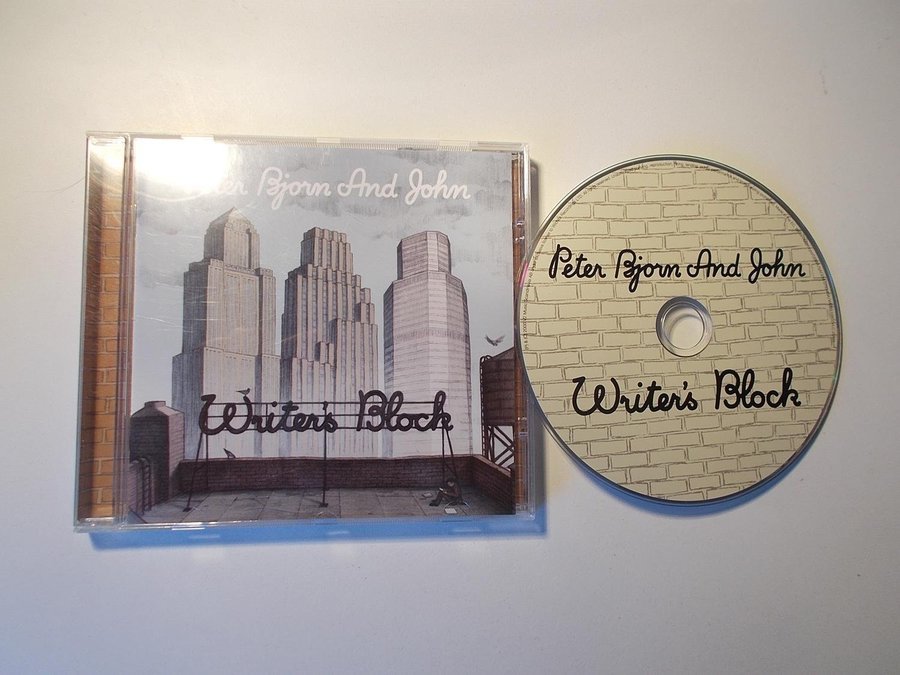 Peter Bjorn And John
Writer's Block
Peter Bjorn And John
Writer's Block